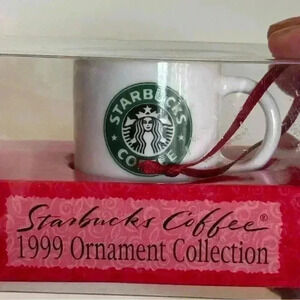 STARBUCKS
COFFEE
Starbucks Coffee®
1999 Ornament Collection